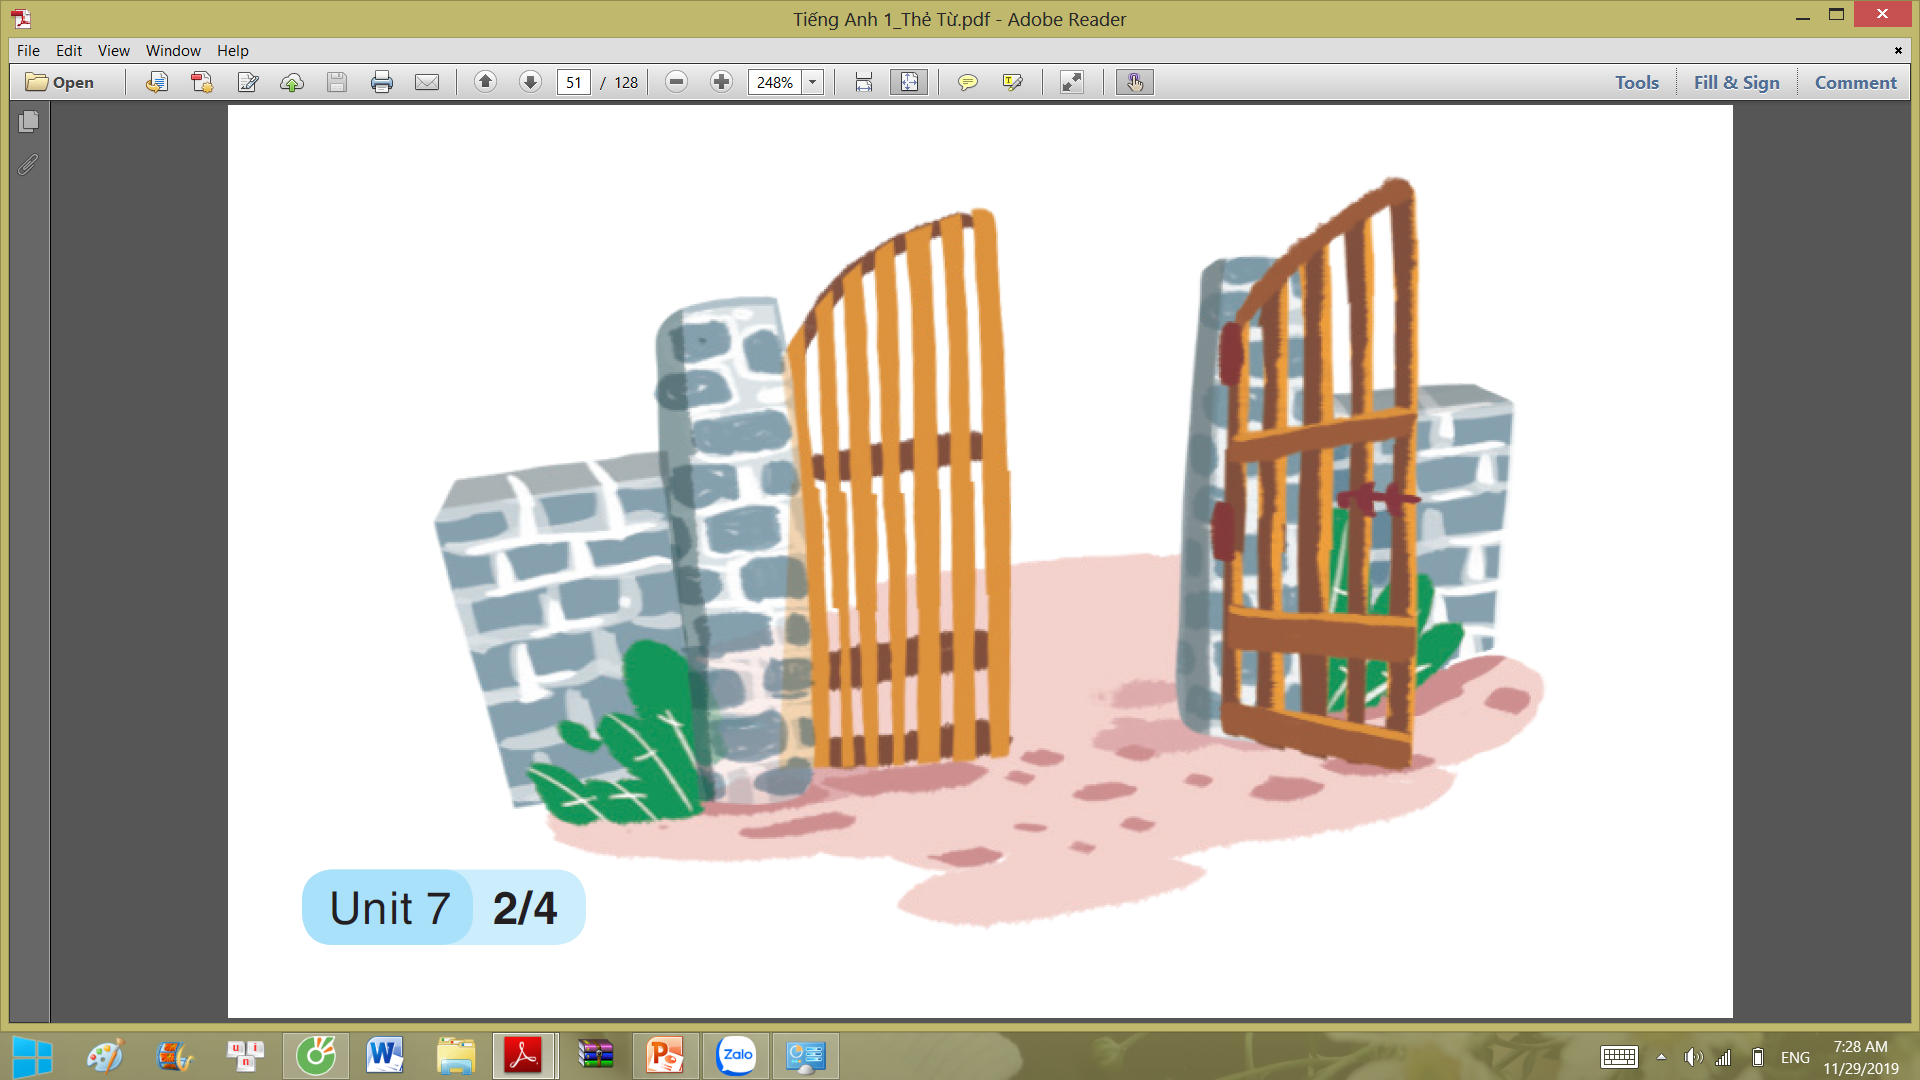 Tiếng Anh 1_Thẻ Từ.pdf - Adobe Reader
File Edit View Window Help
Open 51 / 128 248% Tools Fill & Sign Comment
Unit 7 2/4
u i n
Zalo
7:28 AM
ENG
11/29/2019